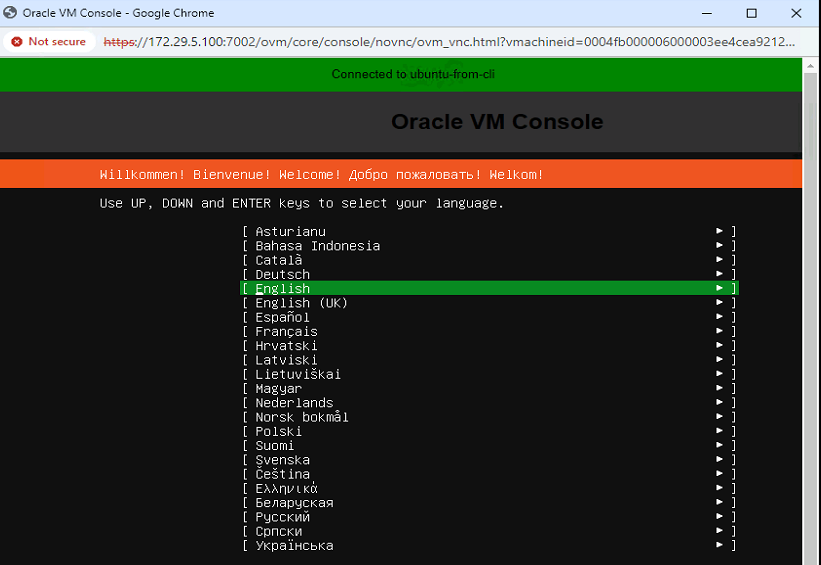 Oracle VM Console - Google Chrome
Not secure https://172.29.5.100:7002/ovm/core/console/novnc/ovm_vnc.html?vmachineid=0004fb000006000003ee4cea9212...
Connected to ubuntu-from-cli
Oracle VM Console
Willkommen! Bienvenue! Welcome! Добро пожаловать! Welkom!
Use UP, DOWN and ENTER keys to select your language.
[ Asturianu ► ]
[ Bahasa Indonesia ► ]
[ Català ► ]
[ Deutsch ► ]
[ English ► ]
[ English (UK) ► ]
[ Español ► ]
[ Français ► ]
[ Hrvatski ► ]
[ Latviski ► ]
[ Lietuviškai ► ]
[ Magyar ► ]
[ Nederlands ► ]
[ Norsk bokmål ► ]
[ Polski ► ]
[ Suomi ► ]
[ Svenska ► ]
[ Čeština ► ]
[ Ελληνικά ► ]
[ Беларуская ► ]
[ Русский ► ]
[ Српски ► ]
[ Українська ► ]